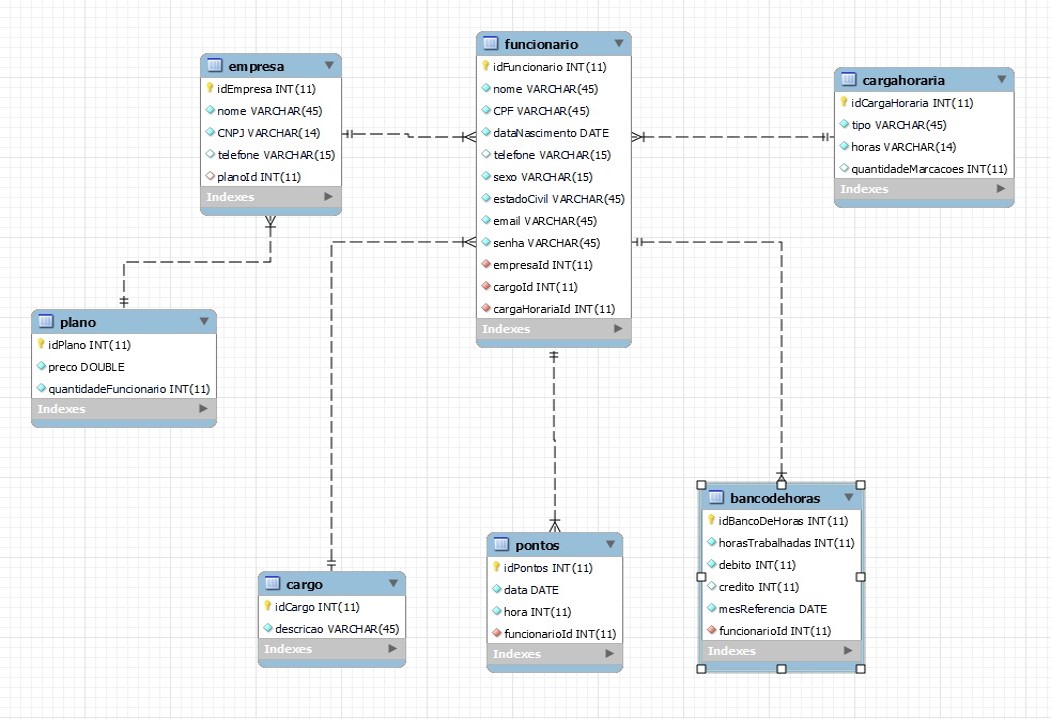 empresa
idEmpresa INT(11)
nome VARCHAR(45)
CNPJ VARCHAR(14)
telefone VARCHAR(15)
planoId INT(11)
Indexes
funcionario
idFuncionario INT(11)
nome VARCHAR(45)
CPF VARCHAR(45)
dataNascimento DATE
telefone VARCHAR(15)
sexo VARCHAR(15)
estadoCivil VARCHAR(45)
email VARCHAR(45)
senha VARCHAR(45)
empresaId INT(11)
cargoId INT(11)
cargaHorariaId INT(11)
Indexes
cargahoraria
idCargaHoraria INT(11)
tipo VARCHAR(45)
horas VARCHAR(14)
quantidadeMarcacoes INT(11)
Indexes
plano
idPlano INT(11)
preco DOUBLE
quantidadeFuncionario INT(11)
Indexes
cargo
idCargo INT(11)
descricao VARCHAR(45)
Indexes
pontos
idPontos INT(11)
data DATE
hora INT(11)
funcionarioId INT(11)
Indexes
bancodehoras
idBancoDeHoras INT(11)
horasTrabalhadas INT(11)
debito INT(11)
credito INT(11)
mesReferencia DATE
funcionarioId INT(11)
Indexes